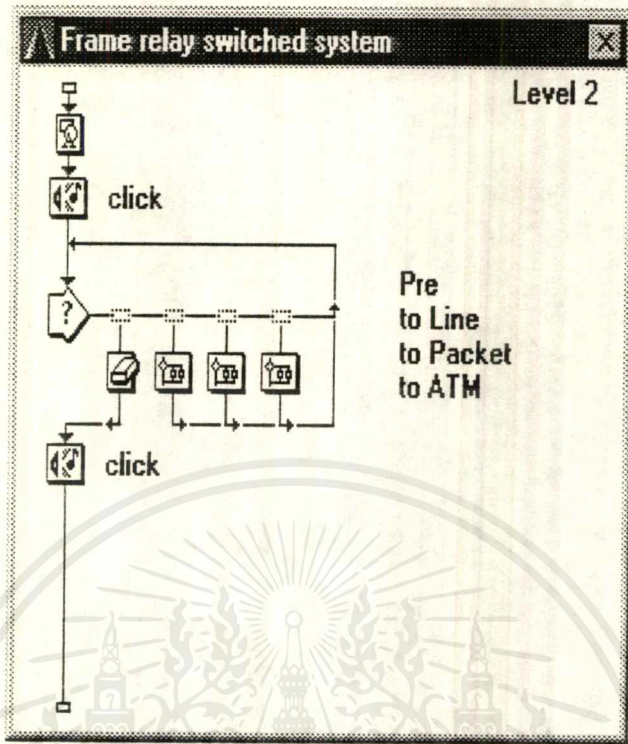 Frame relay switched system
Level 2
click
?
Pre
to Line
to Packet
to ATM
click